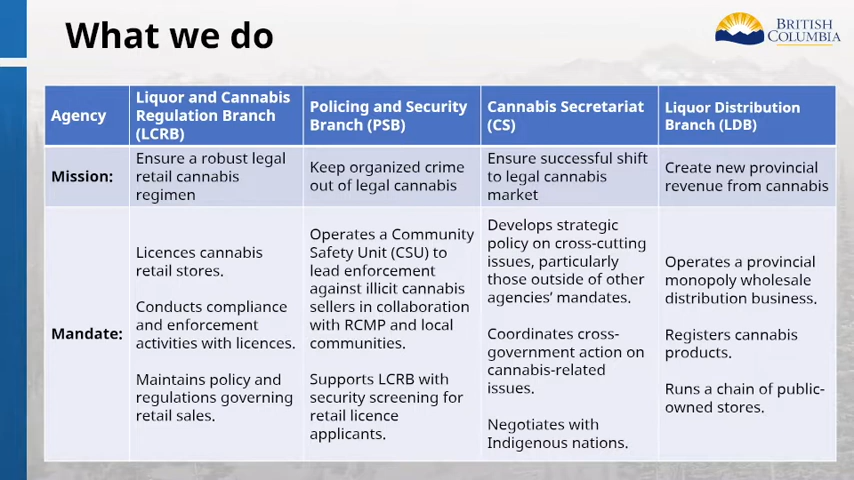 What we do
BRITISH
COLUMBIA
Agency
Liquor and Cannabis
Regulation Branch
(LCRB)
Policing and Security
Branch (PSB)
Cannabis Secretariat
(CS)
Liquor Distribution
Branch (LDB)
Mission:
Ensure a robust legal
retail cannabis
regimen
Keep organized crime
out of legal cannabis
Ensure successful shift
to legal cannabis
market
Create new provincial
revenue from cannabis
Mandate:
Licences cannabis
retail stores.
Conducts compliance
and enforcement
activities with licences.
Maintains policy and
regulations governing
retail sales.
Operates a Community
Safety Unit (CSU) to
lead enforcement
against illicit cannabis
sellers in collaboration
with RCMP and local
communities.
Supports LCRB with
security screening for
retail licence
applicants.
Develops strategic
policy on cross-cutting
issues, particularly
those outside of other
agencies’ mandates.
Coordinates cross-
government action on
cannabis-related
issues.
Negotiates with
Indigenous nations.
Operates a provincial
monopoly wholesale
distribution business.
Registers cannabis
products.
Runs a chain of public-
owned stores.